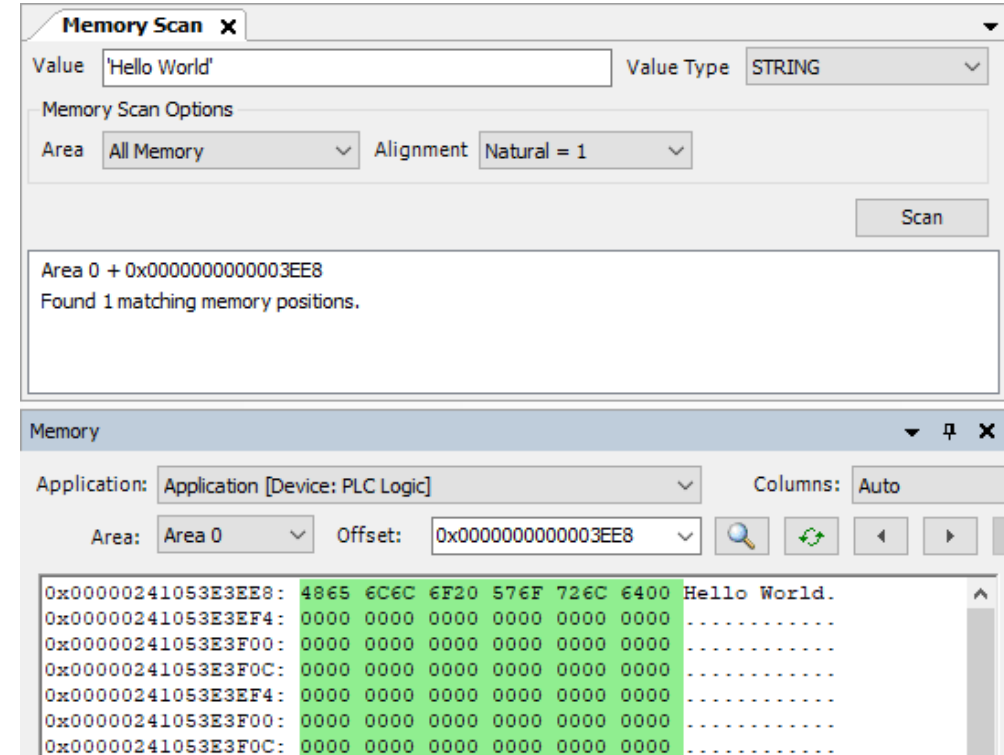 Memory Scan
Value 'Hello World' Value Type STRING
Memory Scan Options
Area All Memory Alignment Natural = 1
Scan
Area 0 + 0x0000000000003EE8
Found 1 matching memory positions.
Memory
Application: Application [Device: PLC Logic] Columns: Auto
Area: Area 0 Offset: 0x0000000000003EE8
0x00000241053E3EE8: 4865 6C6C 6F20 576F 726C 6400 Hello World.
0x00000241053E3EF4: 0000 0000 0000 0000 0000 0000 ............
0x00000241053E3F00: 0000 0000 0000 0000 0000 0000 ............
0x00000241053E3F0C: 0000 0000 0000 0000 0000 0000 ............
0x00000241053E3EF4: 0000 0000 0000 0000 0000 0000 ............
0x00000241053E3F00: 0000 0000 0000 0000 0000 0000 ............
0x00000241053E3F0C: 0000 0000 0000 0000 0000 0000 ............